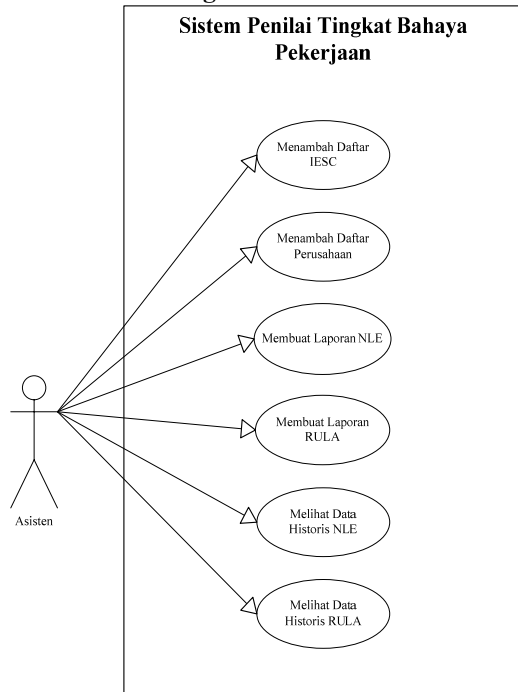 Sistem Penilai Tingkat Bahaya
Pekerjaan
Menambah Daftar
IESC
Menambah Daftar
Perusahaan
Membuat Laporan NLE
Membuat Laporan
RULA
Melihat Data
Historis NLE
Melihat Data
Historis RULA
Asisten